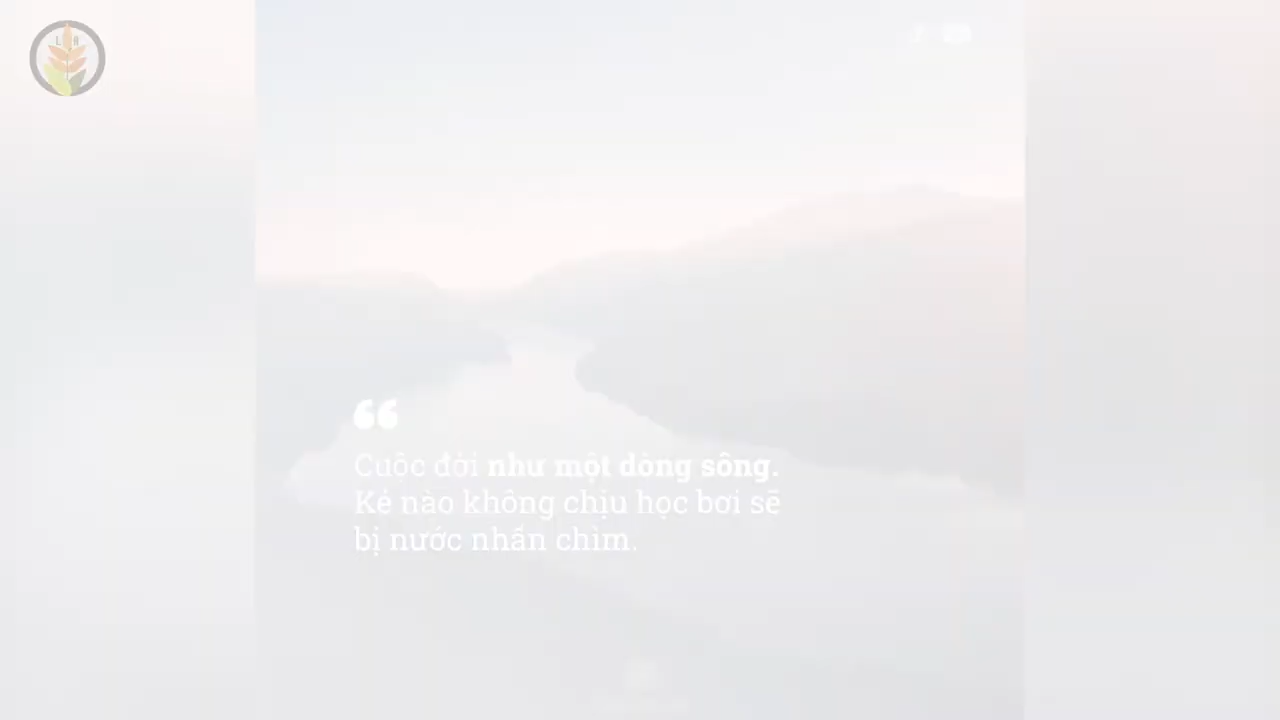 L A
Cuộc đời như một dòng sông.
Kẻ nào không chịu học bơi sẽ
bị nước nhấn chìm.